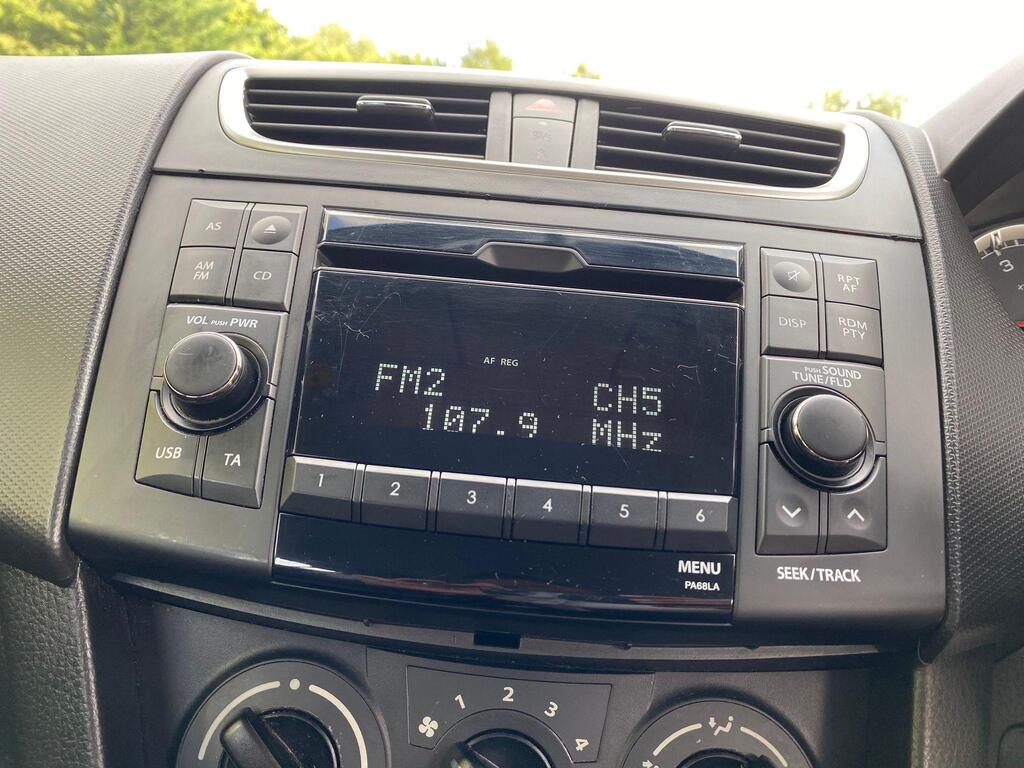 AS
AM
FM
CD
VOL PUSH PWR
USB
TA
AF REG
FM2
CH5
107.9
MHz
1
2
3
4
5
6
MENU
PA68LA
RPT
AF
DISP
RDM
PTY
PUSH SOUND
TUNE/FLD
SEEK/TRACK
1
2
3
4
3